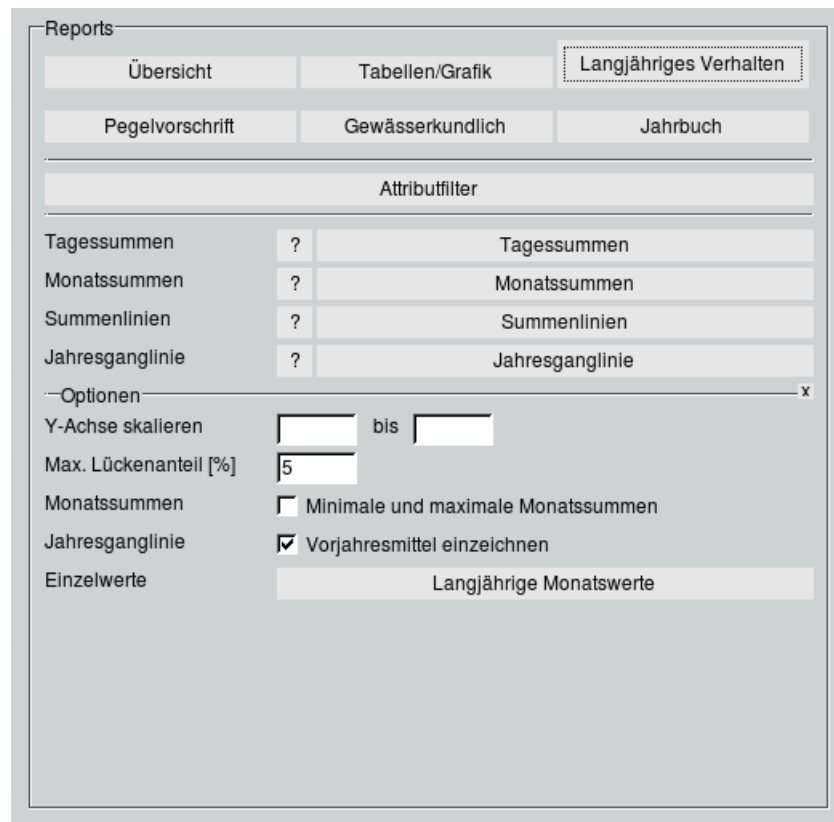 Reports
Übersicht Tabellen/Grafik Langjähriges Verhalten
Pegelvorschrift Gewässerkundlich Jahrbuch
Attributfilter
Tagessummen ? Tagessummen
Monatssummen ? Monatssummen
Summenlinien ? Summenlinien
Jahresganglinie ? Jahresganglinie
Optionen x
Y-Achse skalieren bis
Max. Lückenanteil [%] 5
Monatssummen Minimale und maximale Monatssummen
Jahresganglinie Vorjahresmittel einzeichnen
Einzelwerte Langjährige Monatswerte